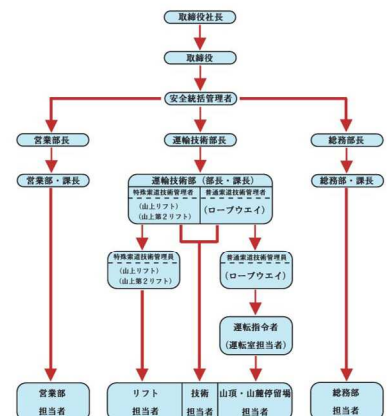 取締役社長
取締役
安全統括管理者
営業部長
運輸技術部長
総務部長
営業部・課長
運輸技術部(部長・課長)
総務部・課長
特殊索道技術管理者
普通索道技術管理者
(山上リフト)
(山上第2リフト)
(ロープウエイ)
特殊索道技術管理員
(山上リフト)
(山上第2リフト)
普通索道技術管理員
(ロープウエイ)
運転指令者
(運転室担当者)
営業部
担当者
リフト
担当者
技術
担当者
山頂・山麓停留場
担当者
総務部
担当者